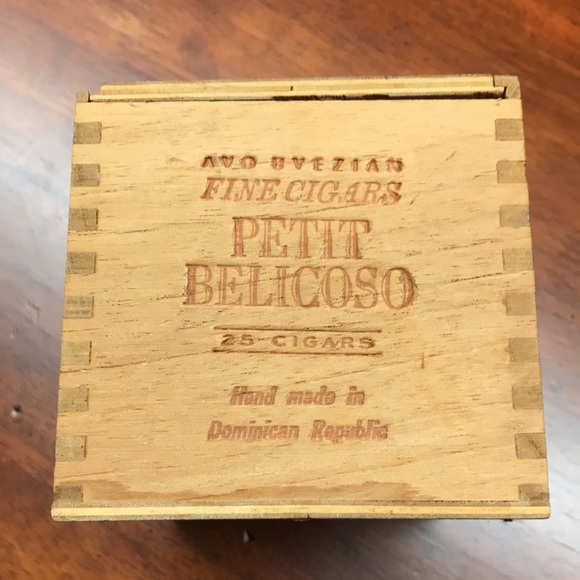 AVO UVEZIAN
FINE CIGARS
PETIT
BELICOSO
25 CIGARS
Hand made in
Dominican Republic